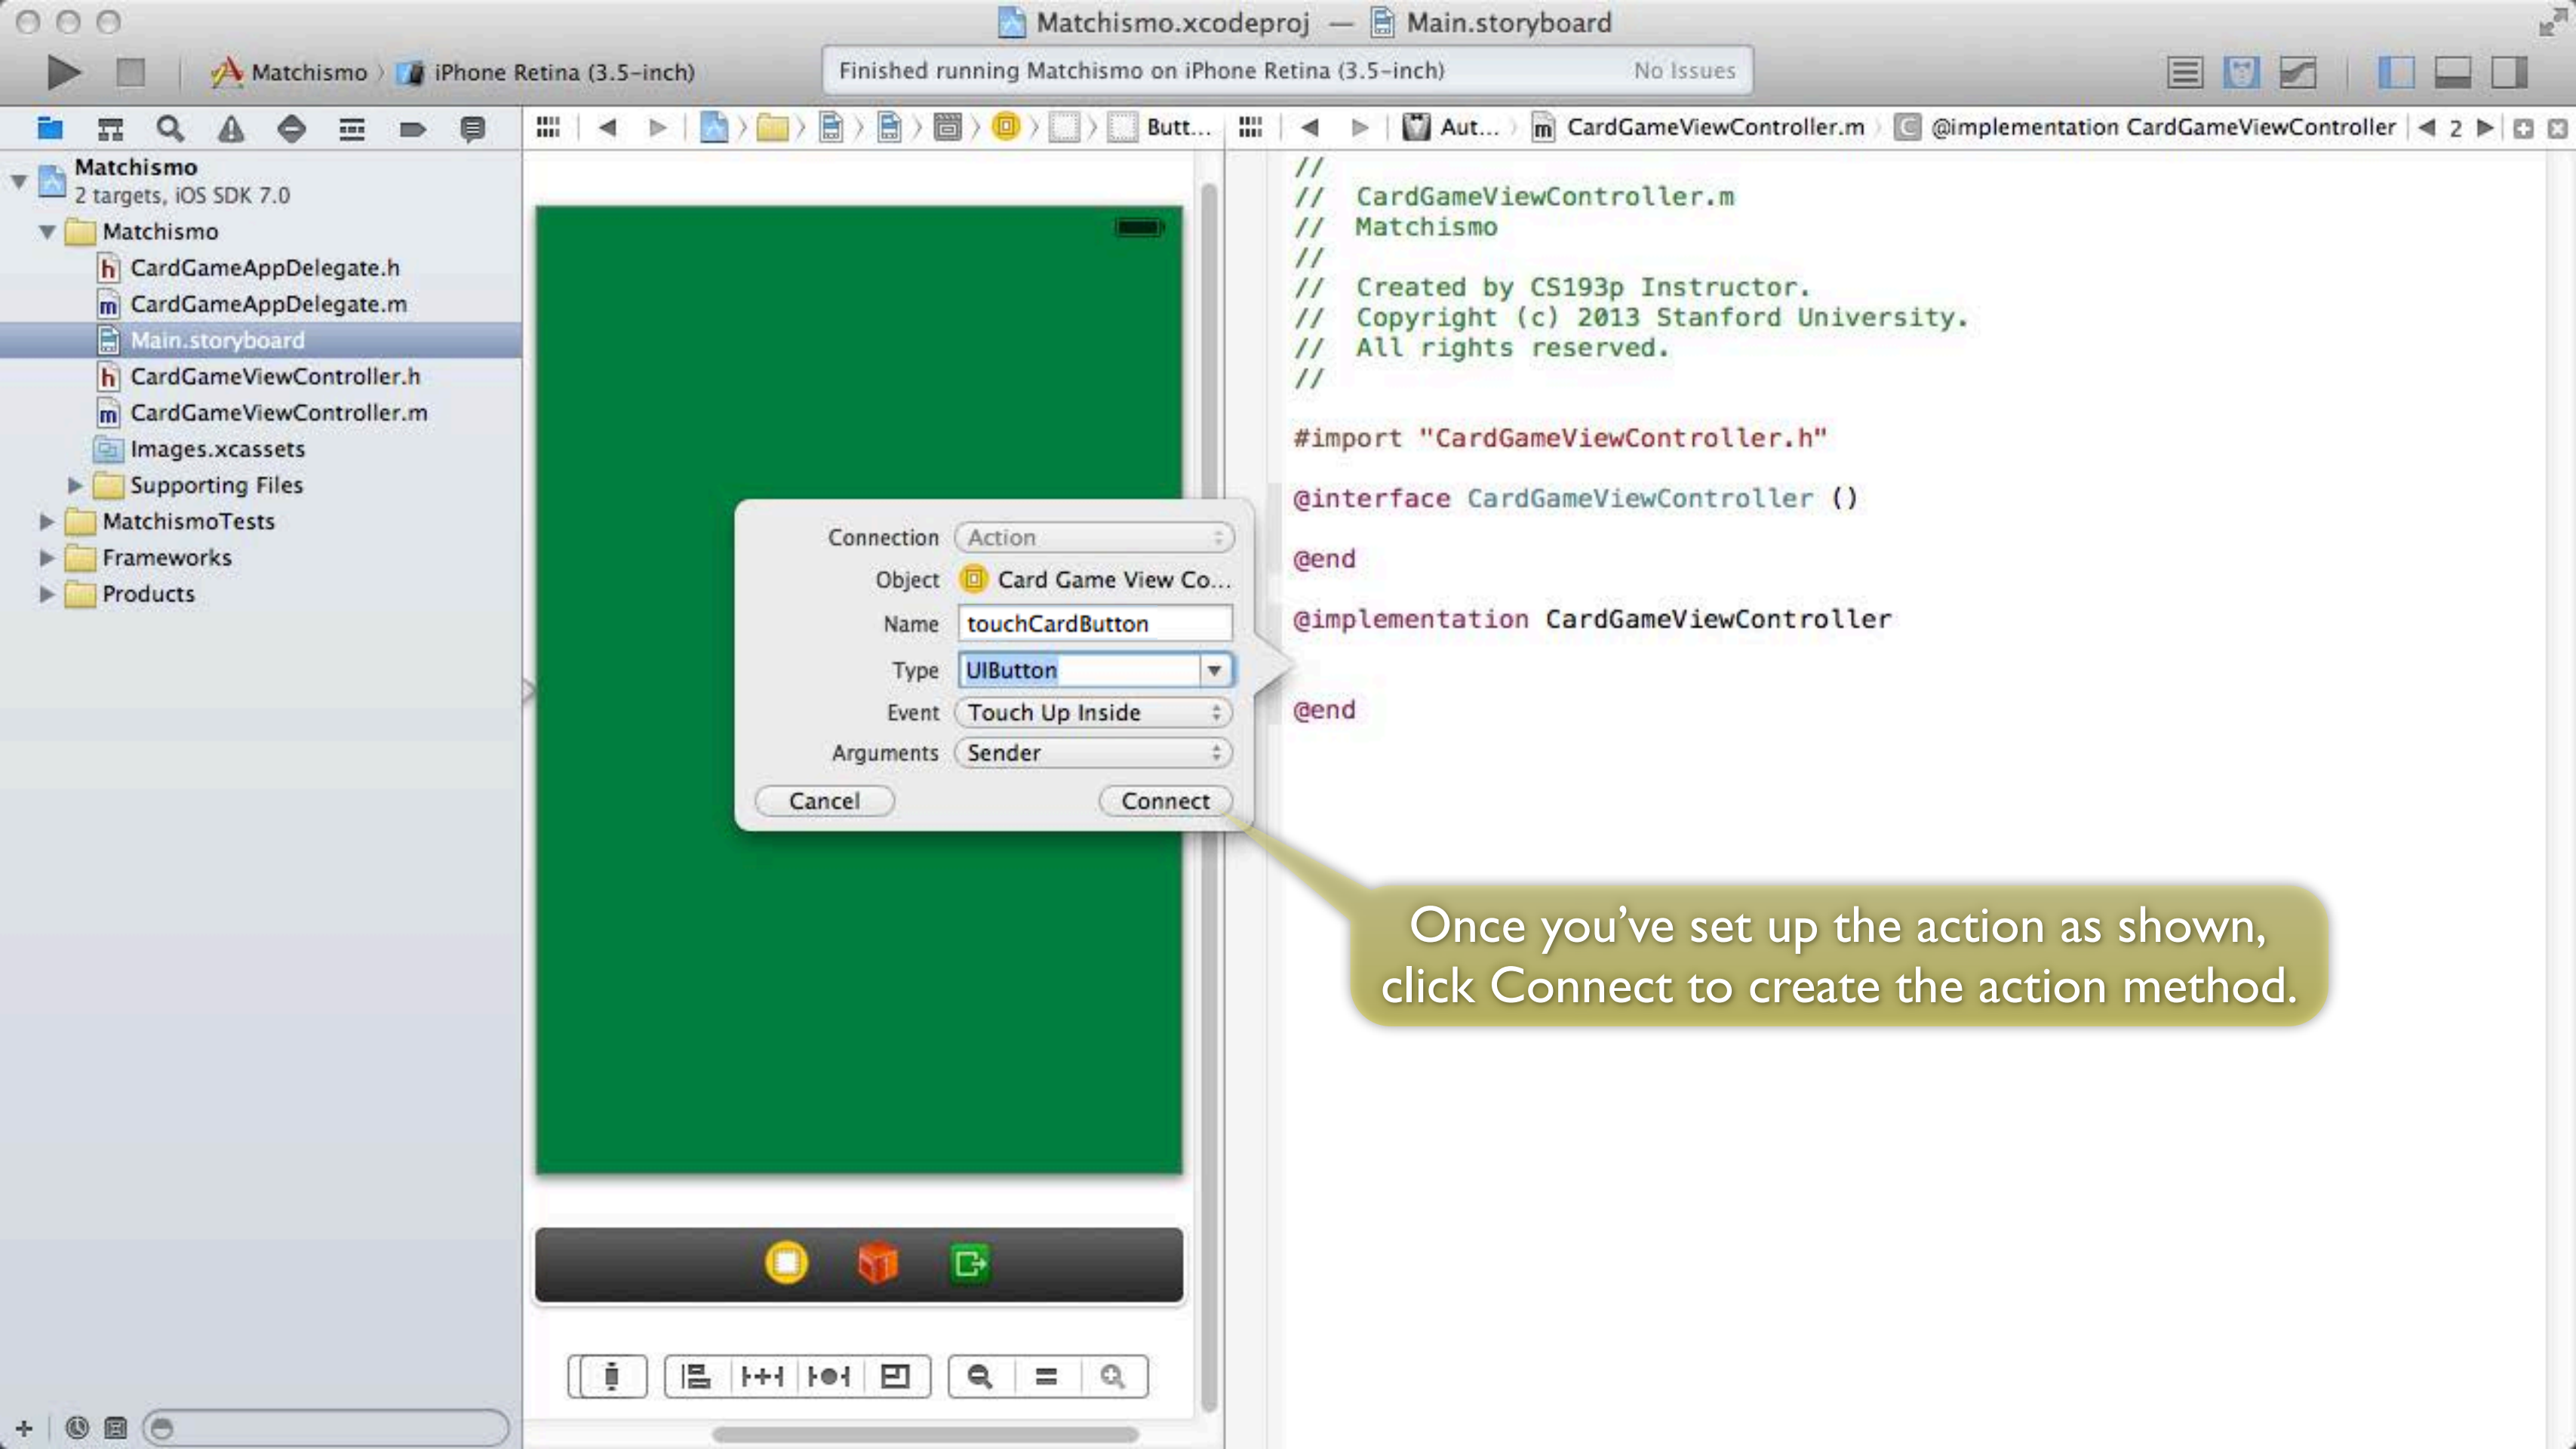 Matchismo.xcodeproj — Main.storyboard
Matchismo iPhone Retina (3.5-inch)
Finished running Matchismo on iPhone Retina (3.5-inch) No Issues
Butt...
Aut... m CardGameViewController.m C @implementation CardGameViewController 2
Matchismo
2 targets, iOS SDK 7.0
Matchismo
h CardGameAppDelegate.h
m CardGameAppDelegate.m
Main.storyboard
h CardGameViewController.h
m CardGameViewController.m
Images.xcassets
Supporting Files
MatchismoTests
Frameworks
Products
Connection Action
Object Card Game View Co...
Name touchCardButton
Type UIButton
Event Touch Up Inside
Arguments Sender
Cancel Connect
//
// CardGameViewController.m
// Matchismo
//
// Created by CS193p Instructor.
// Copyright (c) 2013 Stanford University.
// All rights reserved.
//
#import "CardGameViewController.h"
@interface CardGameViewController ()
@end
@implementation CardGameViewController
@end
Once you've set up the action as shown,
click Connect to create the action method.